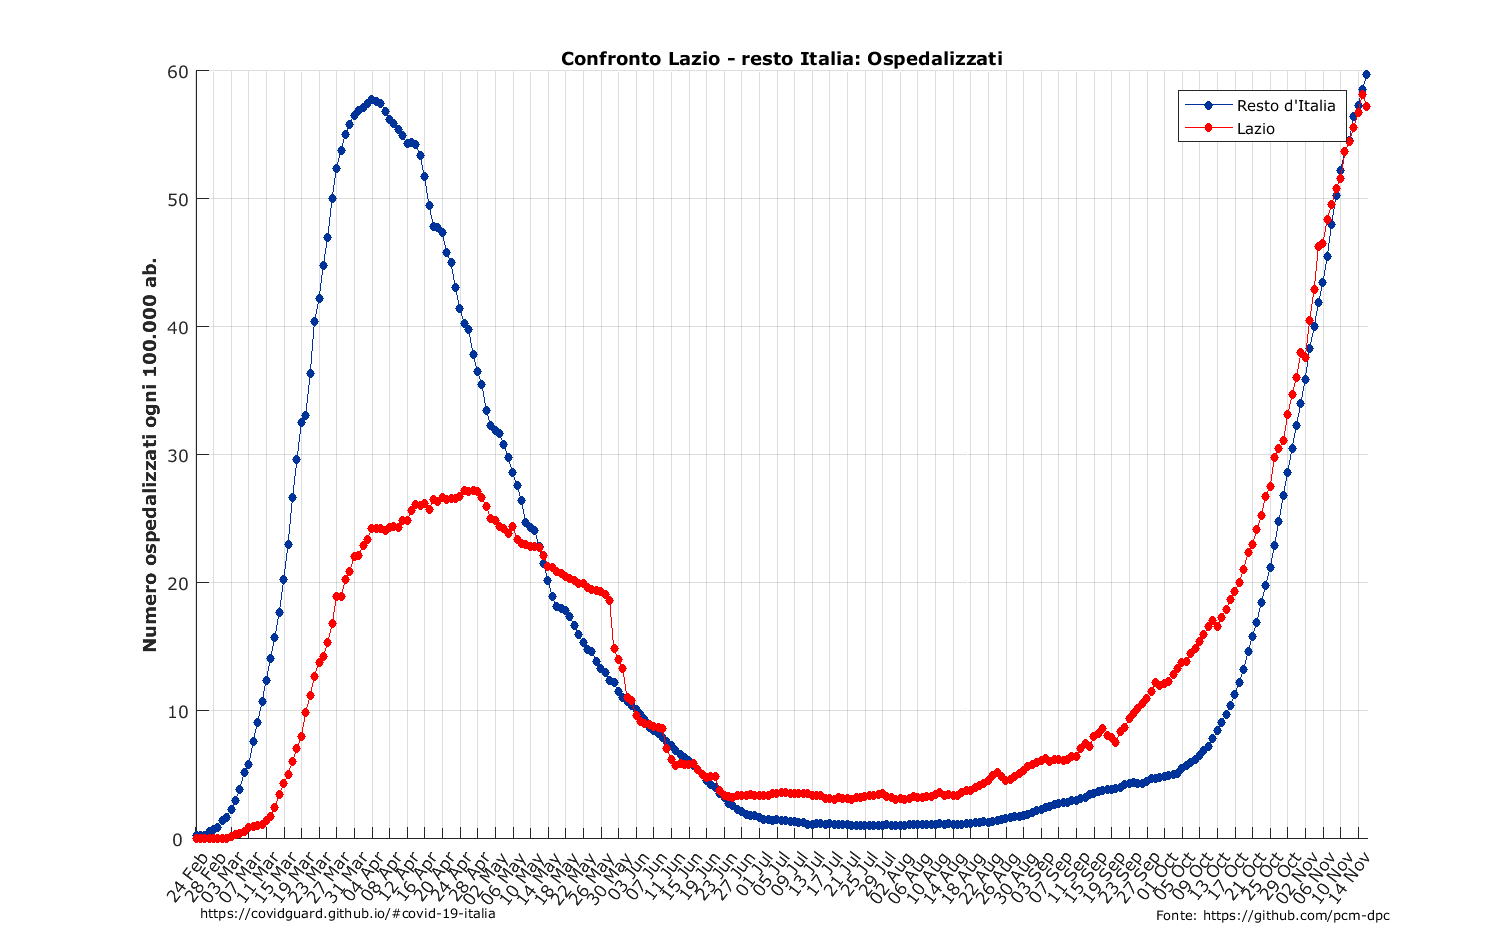 Confronto Lazio - resto Italia: Ospedalizzati
Numero ospedalizzati ogni 100.000 ab.
60
50
40
30
20
10
0
Resto d'Italia
Lazio
24 Feb
28 Feb
03 Mar
07 Mar
11 Mar
15 Mar
19 Mar
23 Mar
27 Mar
31 Mar
04 Apr
08 Apr
12 Apr
16 Apr
20 Apr
24 Apr
28 Apr
02 May
06 May
10 May
14 May
18 May
22 May
26 May
30 May
03 Jun
07 Jun
11 Jun
15 Jun
19 Jun
23 Jun
27 Jun
01 Jul
05 Jul
09 Jul
13 Jul
17 Jul
21 Jul
25 Jul
29 Jul
02 Aug
06 Aug
10 Aug
14 Aug
18 Aug
22 Aug
26 Aug
30 Aug
03 Sep
07 Sep
11 Sep
15 Sep
19 Sep
23 Sep
27 Sep
01 Oct
05 Oct
09 Oct
13 Oct
17 Oct
21 Oct
25 Oct
29 Oct
02 Nov
06 Nov
10 Nov
14 Nov
https://covidguard.github.io/#covid-19-italia
Fonte: https://github.com/pcm-dpc